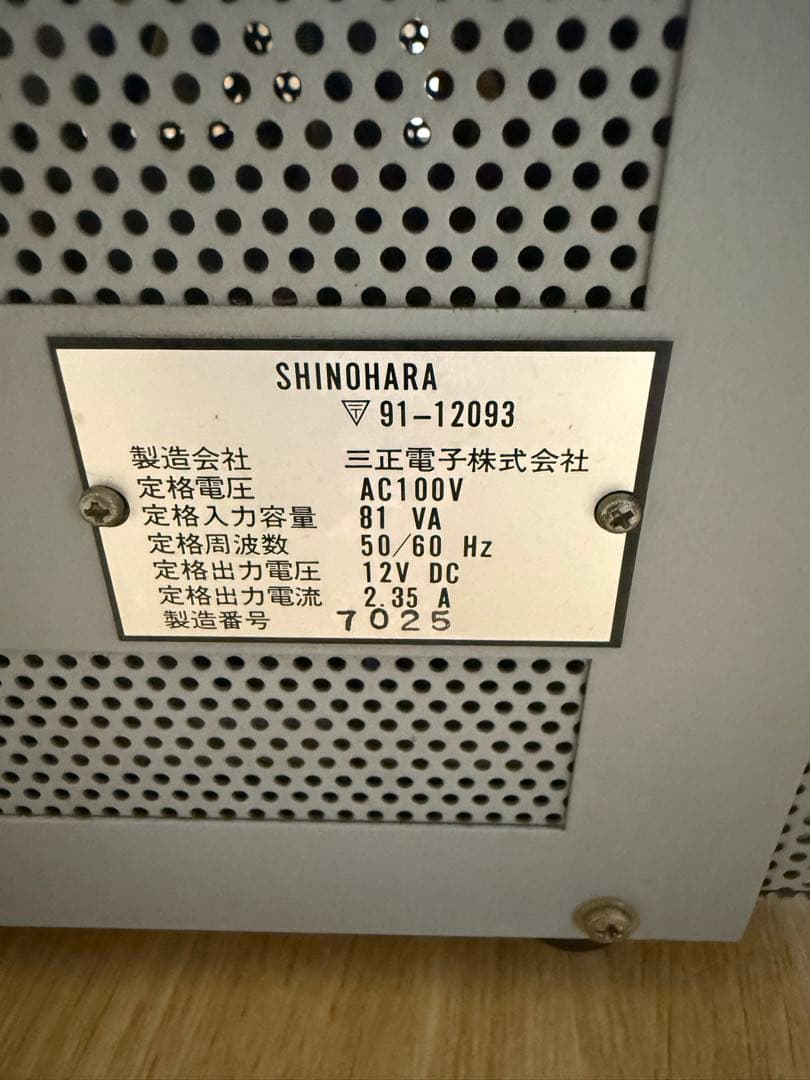 SHINOHARA
91-12093
製造会社 三正電子株式会社
定格電圧 AC100V
定格入力容量 81 VA
定格周波数 50/60 Hz
定格出力電圧 12V DC
定格出力電流 2.35 A
製造番号 7025